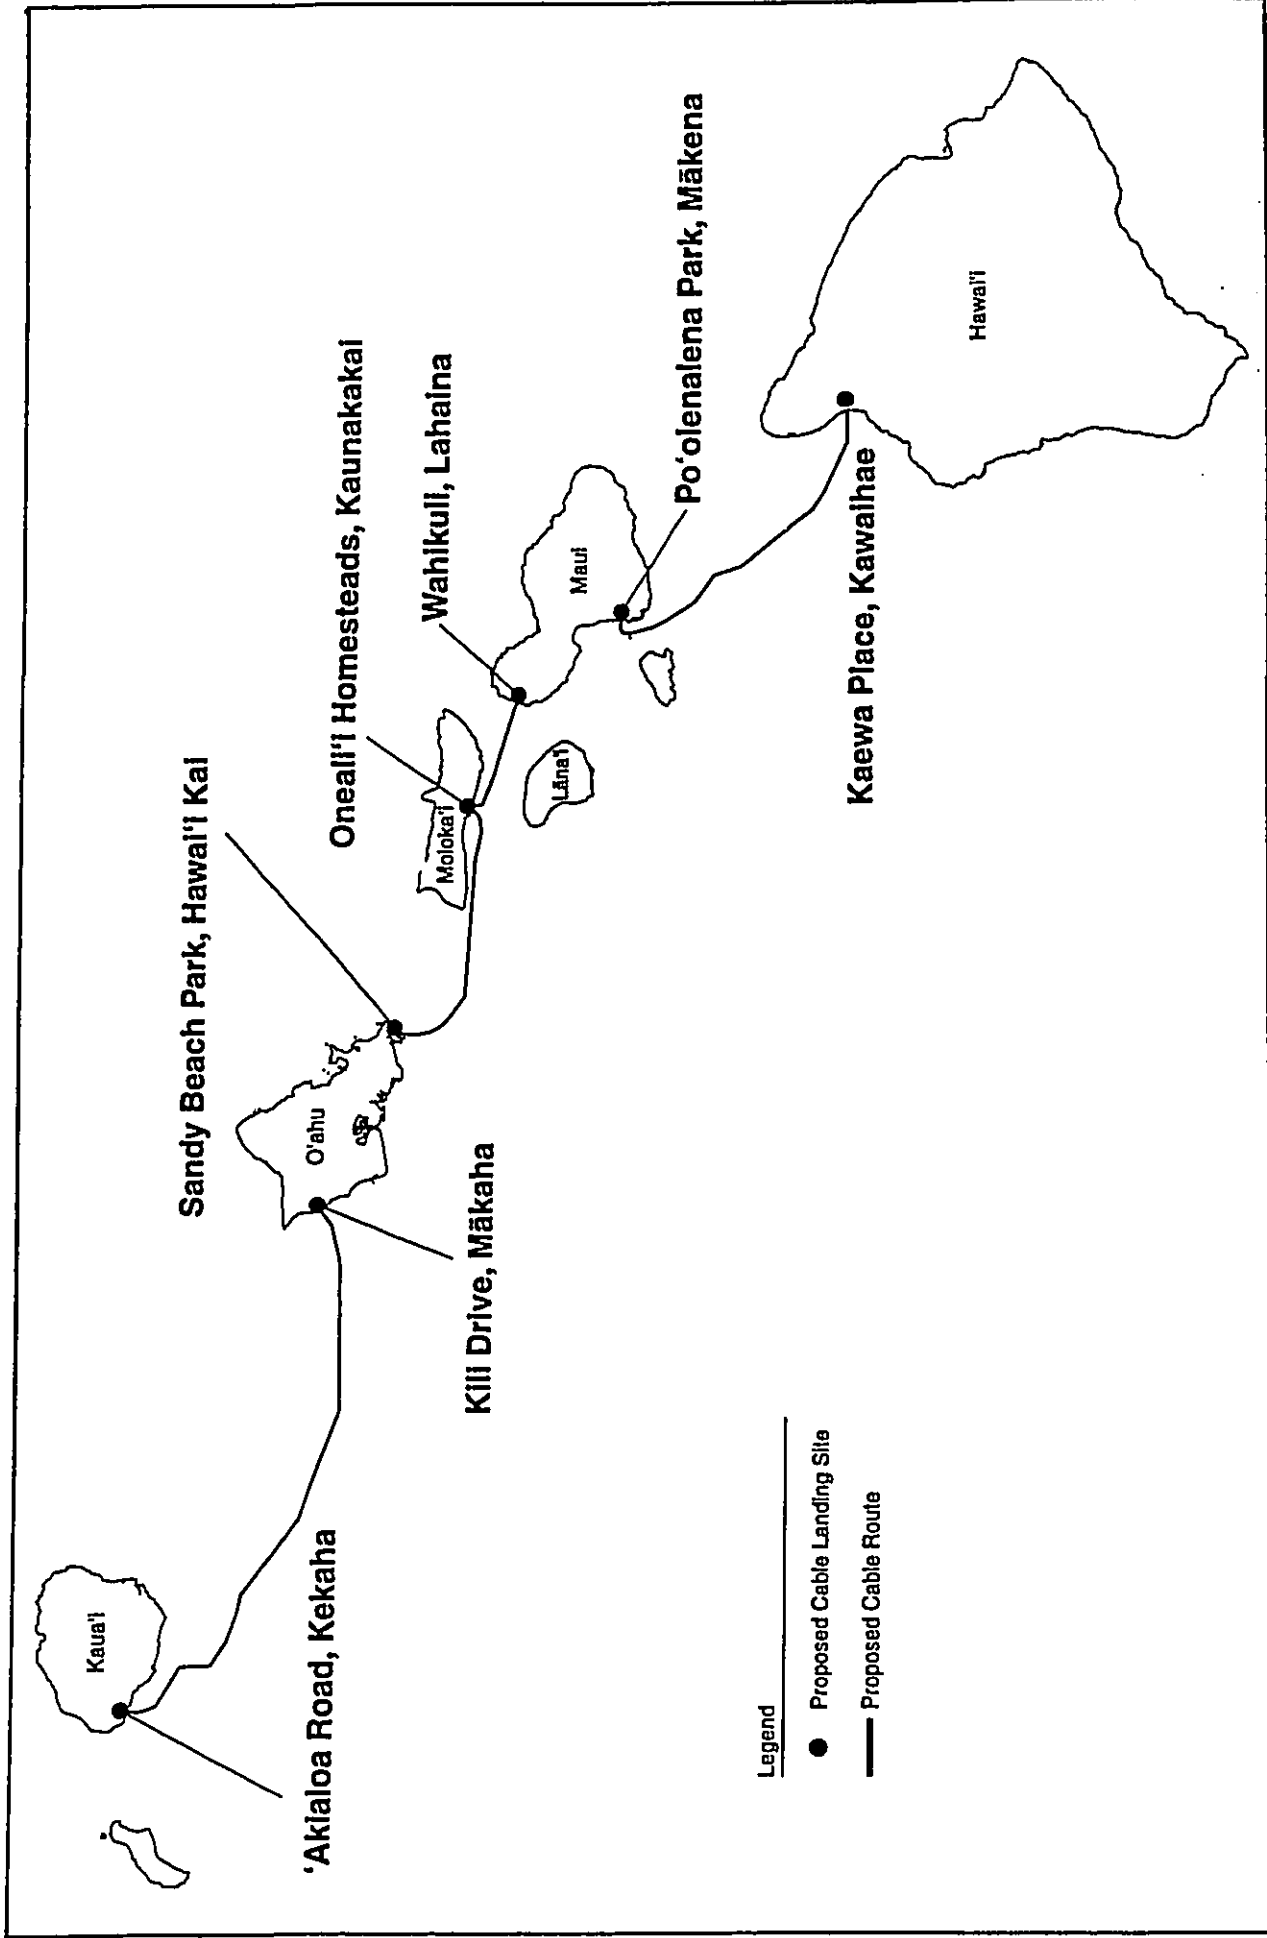 Sandy Beach Park, Hawai'i Kai
Oneali'i Homesteads, Kaunakakai
Wahikuli, Lahaina
Po'olenalena Park, Mākena
Kaua'i
O'ahu
Moloka'i
Lāna'i
Maui
Hawai'i
'Akialoa Road, Kekaha
Kili Drive, Mākaha
Kaewa Place, Kawaihae
Legend
Proposed Cable Landing Site
Proposed Cable Route